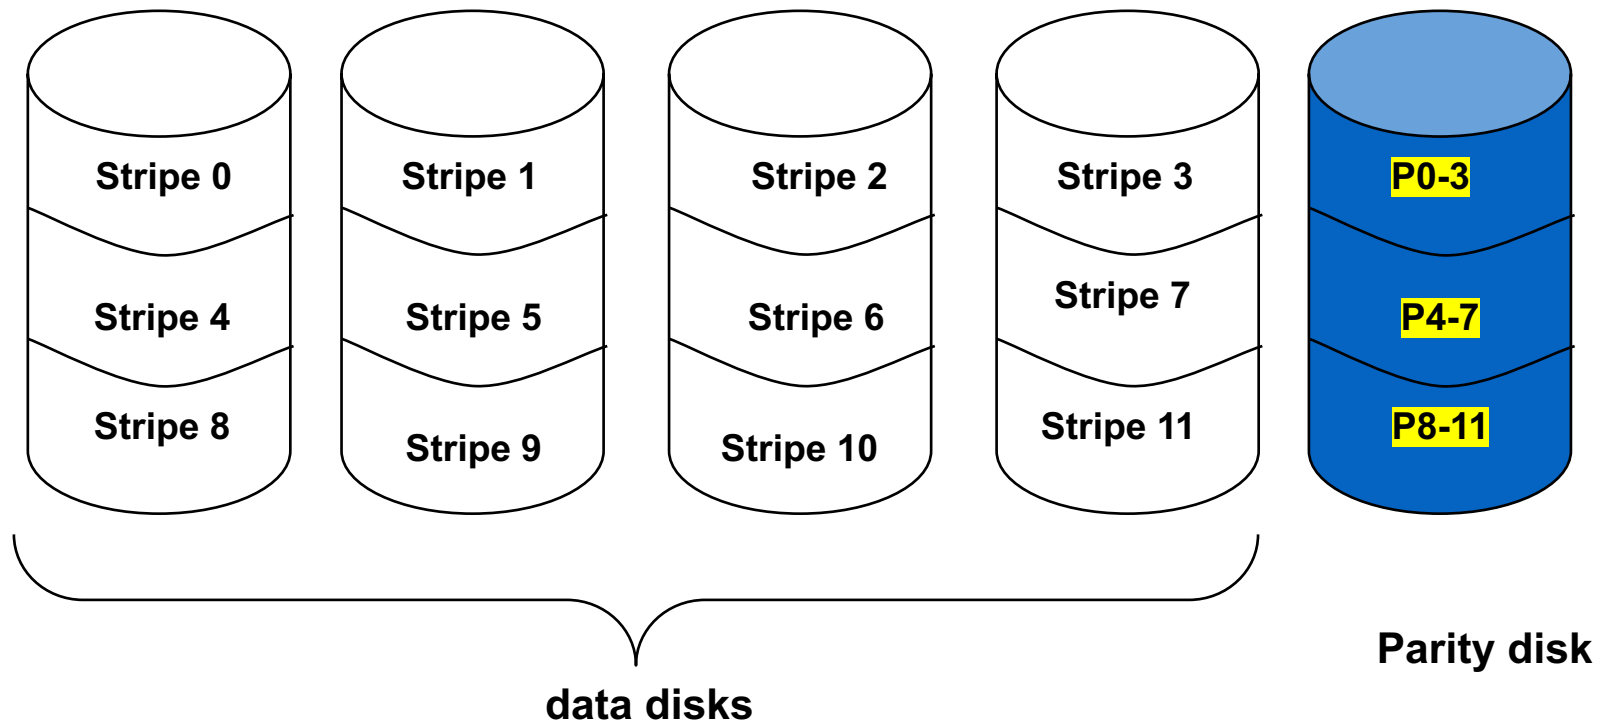 Stripe 0
Stripe 1
Stripe 2
Stripe 3
P0-3
Stripe 4
Stripe 5
Stripe 6
Stripe 7
P4-7
Stripe 8
Stripe 9
Stripe 10
Stripe 11
P8-11
data disks
Parity disk